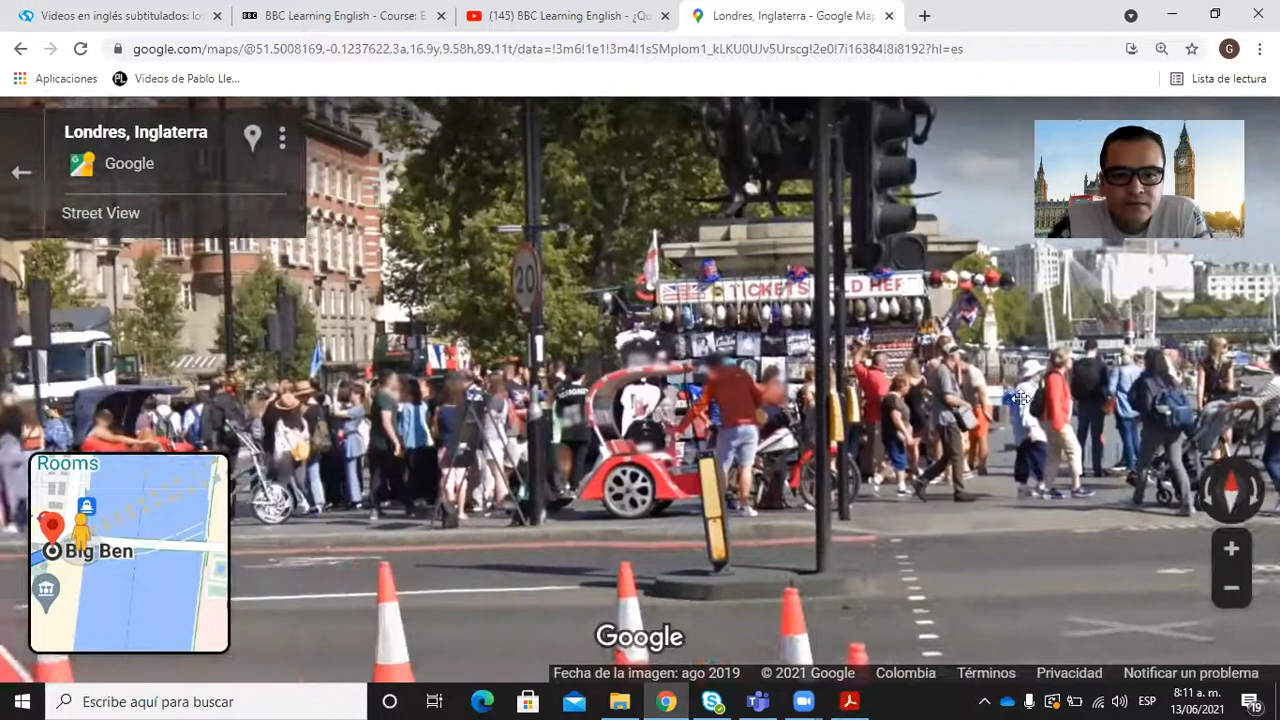 Videos en inglés subtitulados: lo
BBC Learning English - Course: E
(145) BBC Learning English - ¿Qu
Londres, Inglaterra - Google Map
google.com/maps/@51.5008169,-0.1237622,3a,16.9y,9.58h,89.11t/data=!3m6!1e1!3m4!1sSMplom1_kLKU0UJv5Urscg!2e0!7i16384!8i8192?hl=es
G
Aplicaciones
PL
Videos de Pablo Lle...
Lista de lectura
Londres, Inglaterra
Google
Street View
20
TICKETS
Rooms
Big Ben
Google
Fecha de la imagen: ago 2019
© 2021 Google
Colombia
Términos
Privacidad
Notificar un problema
Escribe aquí para buscar
ESP
8:11 a. m.
13/06/2021
19